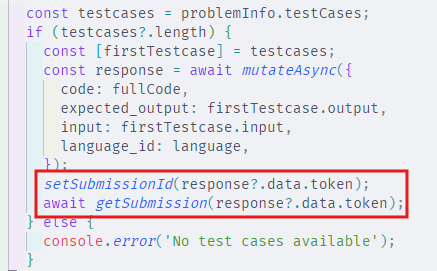 const testcases = problemInfo.testCases;
if (testcases?.length) {
const [firstTestcase] = testcases;
const response = await mutateAsync({
code: fullCode,
expected_output: firstTestcase.output,
input: firstTestcase.input,
language_id: language,
});
setSubmissionId(response?.data.token);
await getSubmission(response?.data.token);
} else {
console.error('No test cases available');
}